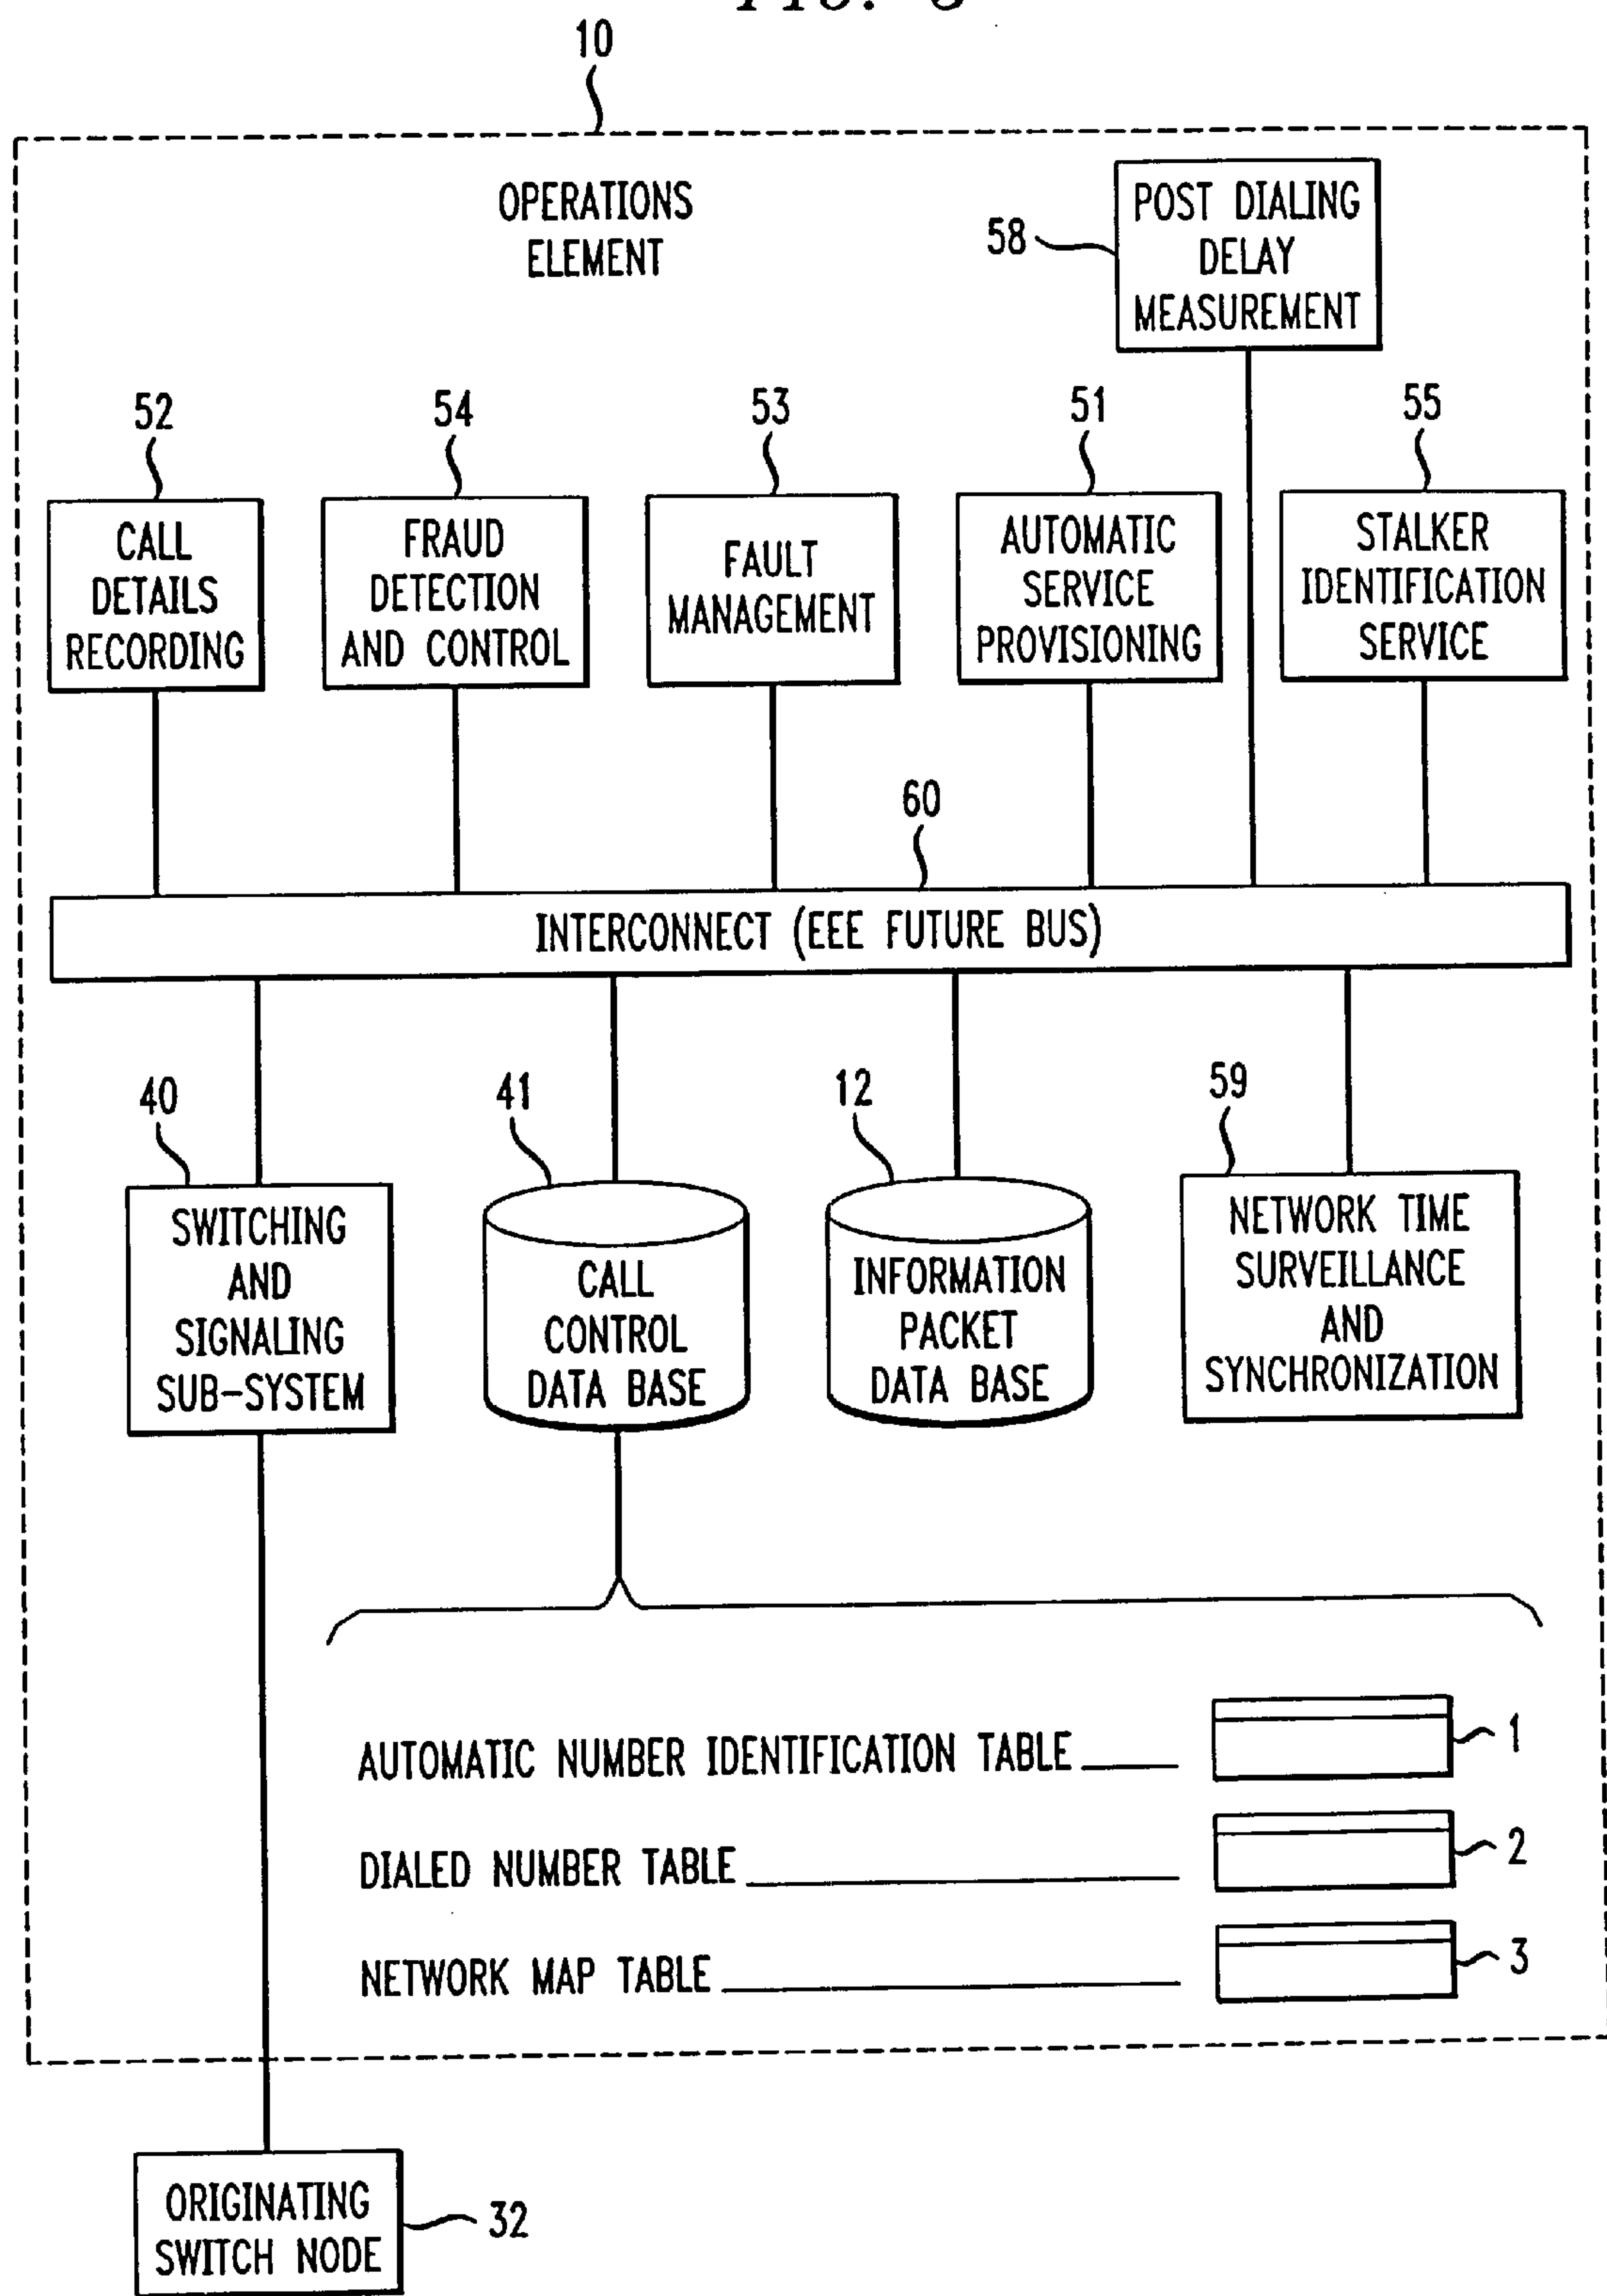 10
OPERATIONS
ELEMENT
58
POST DIALING
DELAY
MEASUREMENT
52
54
53
51
55
CALL
DETAILS
RECORDING
FRAUD
DETECTION
AND CONTROL
FAULT
MANAGEMENT
AUTOMATIC
SERVICE
PROVISIONING
STALKER
IDENTIFICATION
SERVICE
60
INTERCONNECT (EEE FUTURE BUS)
40
41
12
59
SWITCHING
AND
SIGNALING
SUB-SYSTEM
CALL
CONTROL
DATA BASE
INFORMATION
PACKET
DATA BASE
NETWORK TIME
SURVEILLANCE
AND
SYNCHRONIZATION
AUTOMATIC NUMBER IDENTIFICATION TABLE
1
DIALED NUMBER TABLE
2
NETWORK MAP TABLE
3
ORIGINATING
SWITCH NODE
32